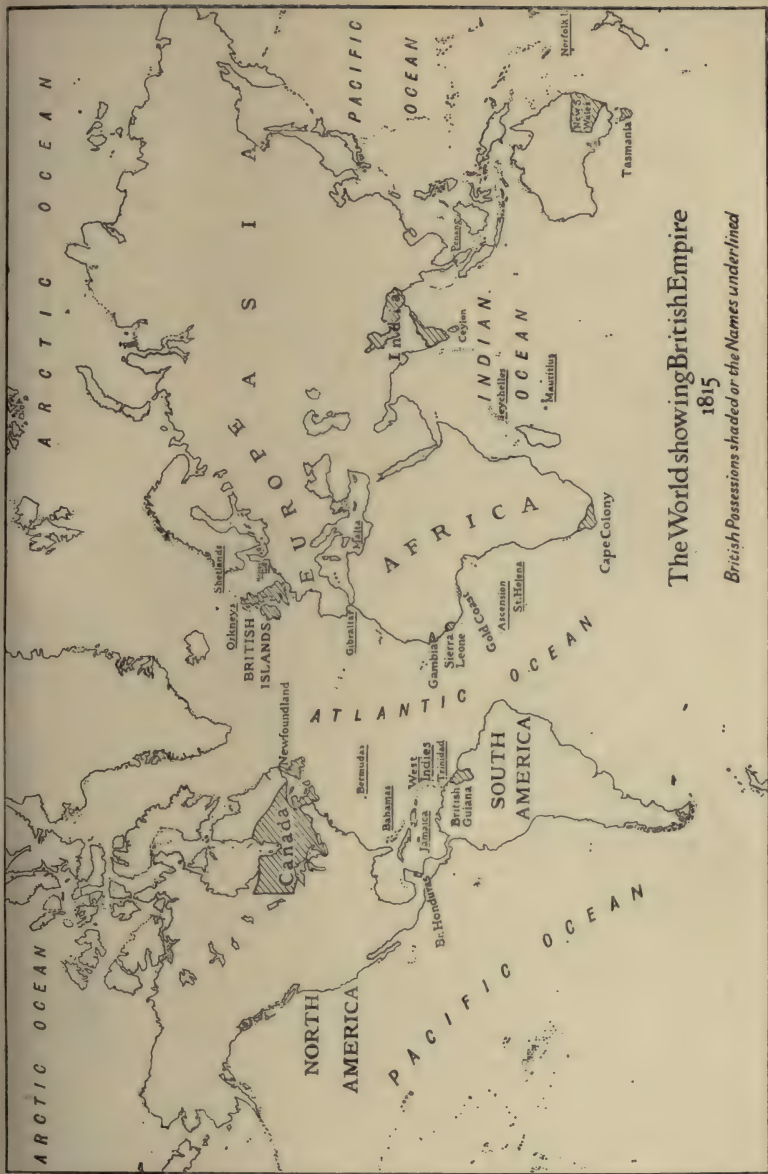 ARCTIC OCEAN
ARCTIC OCEAN
NORTH
AMERICA
PACIFIC OCEAN
Canada
Newfoundland
Bermudas
Bahamas
West
Indies
Jamaica
Trinidad
Br. Honduras
British
Guiana
SOUTH
AMERICA
ATLANTIC OCEAN
Shetlands
Orkneys
BRITISH
ISLANDS
EUROPE
ASIA
Gibraltar
Malta
AFRICA
Gambia
Sierra
Leone
Gold Coast
Ascension
St. Helena
Cape Colony
India
Ceylon
INDIAN
OCEAN
Seychelles
Mauritius
Penang
PACIFIC
OCEAN
New S.
Wales
Tasmania
Norfolk I.
The World showing British Empire
1815
British Possessions shaded or the Names underlined